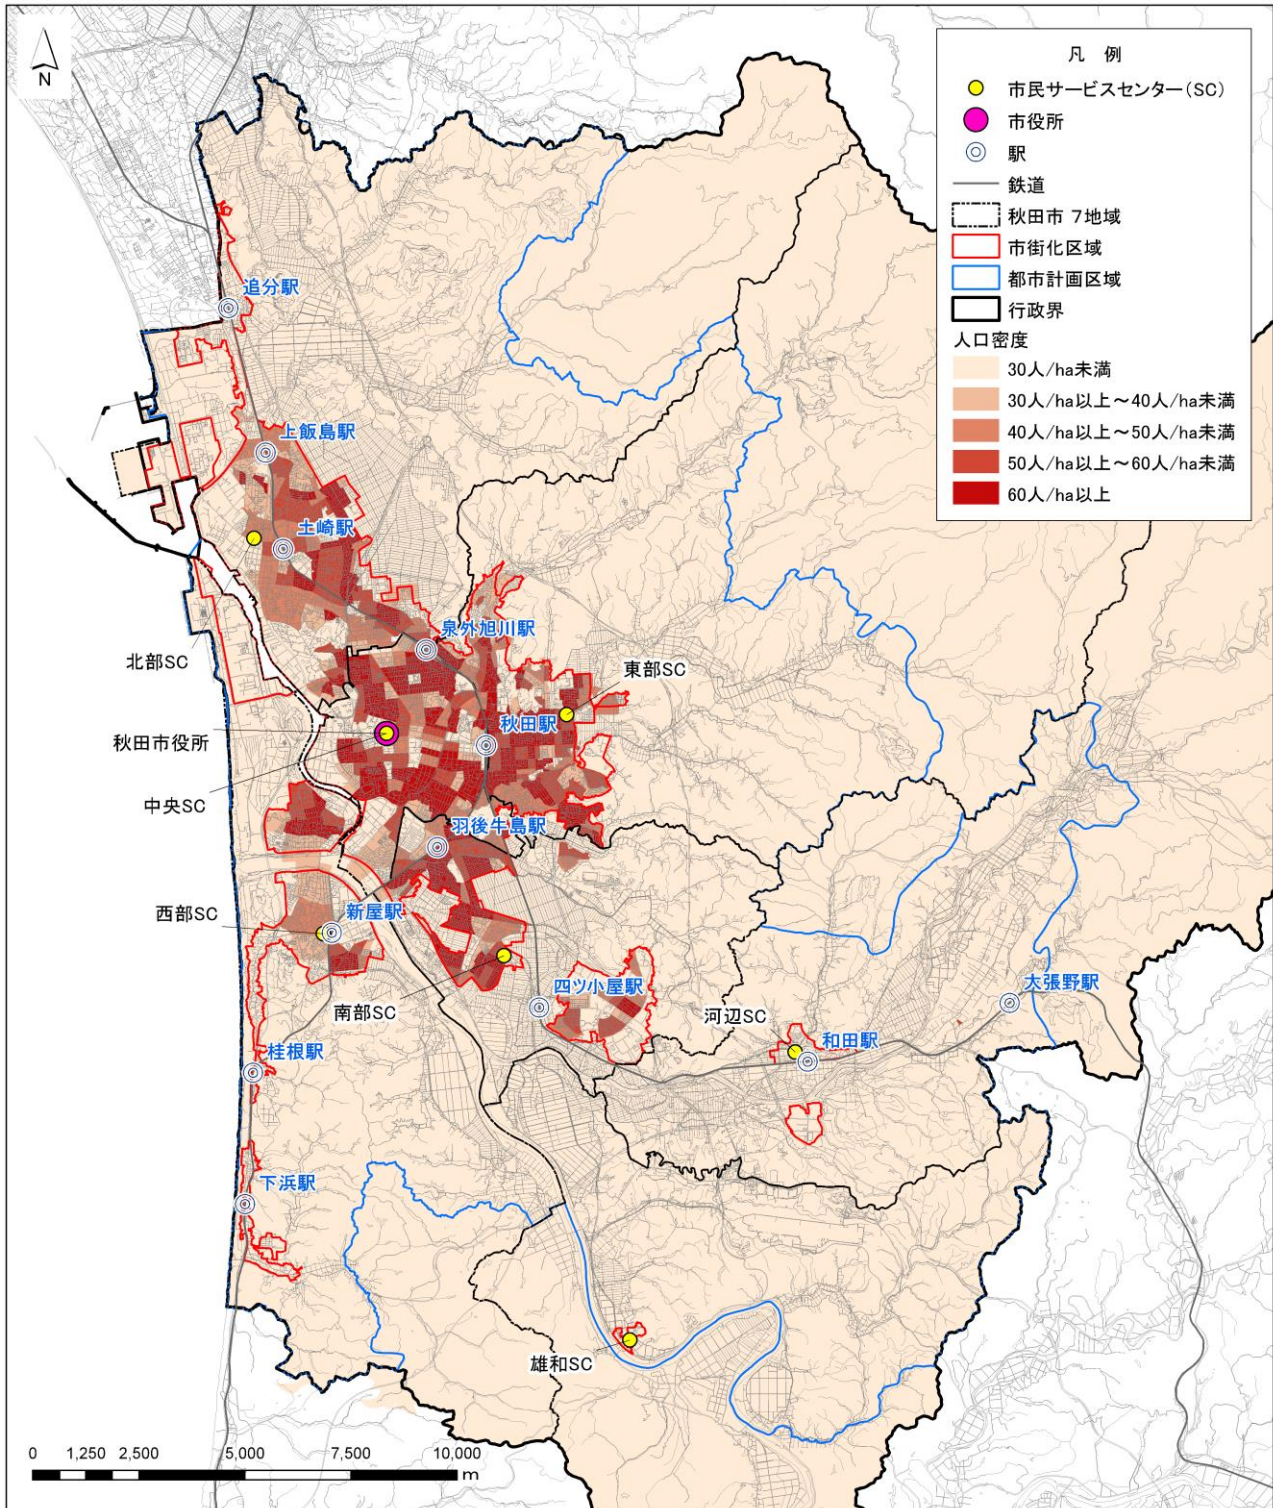 N
凡 例
市民サービスセンター(SC)
市役所
駅
鉄道
秋田市 7地域
市街化区域
都市計画区域
行政界
人口密度
30人/ha未満
30人/ha以上～40人/ha未満
40人/ha以上～50人/ha未満
50人/ha以上～60人/ha未満
60人/ha以上
追分駅
上飯島駅
土崎駅
泉外旭川駅
北部SC
東部SC
秋田駅
秋田市役所
中央SC
羽後牛島駅
西部SC
新屋駅
南部SC
四ツ小屋駅
大張野駅
河辺SC
和田駅
桂根駅
下浜駅
雄和SC
0 1,250 2,500 5,000 7,500 10,000
m